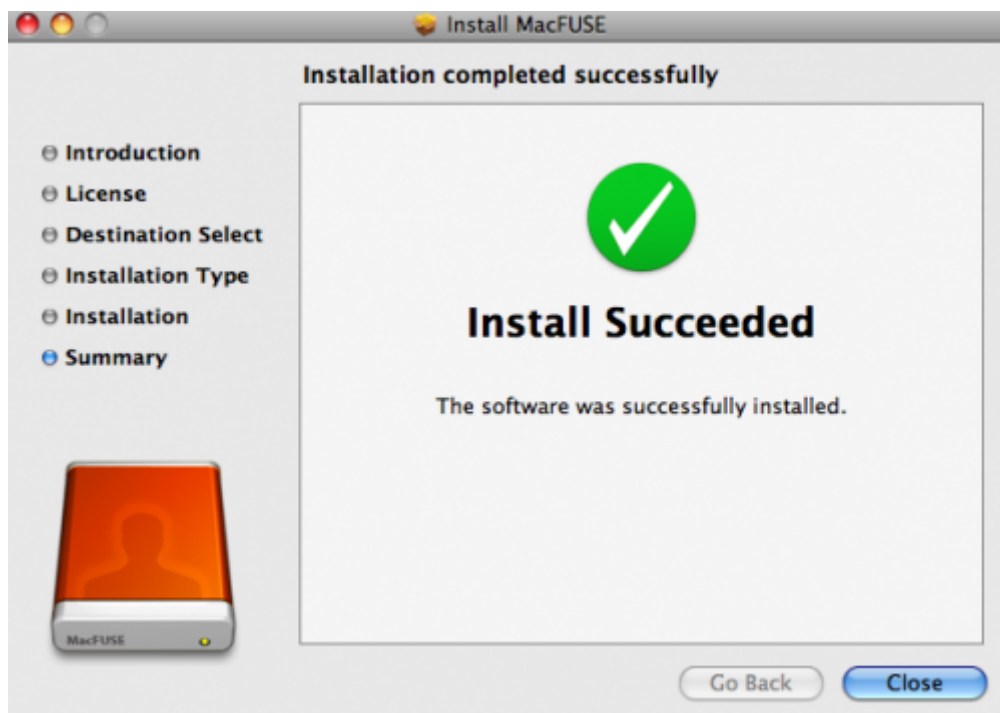 Install MacFUSE
Installation completed successfully
Introduction
License
Destination Select
Installation Type
Installation
Summary
Install Succeeded
The software was successfully installed.
MacFUSE
Go Back
Close